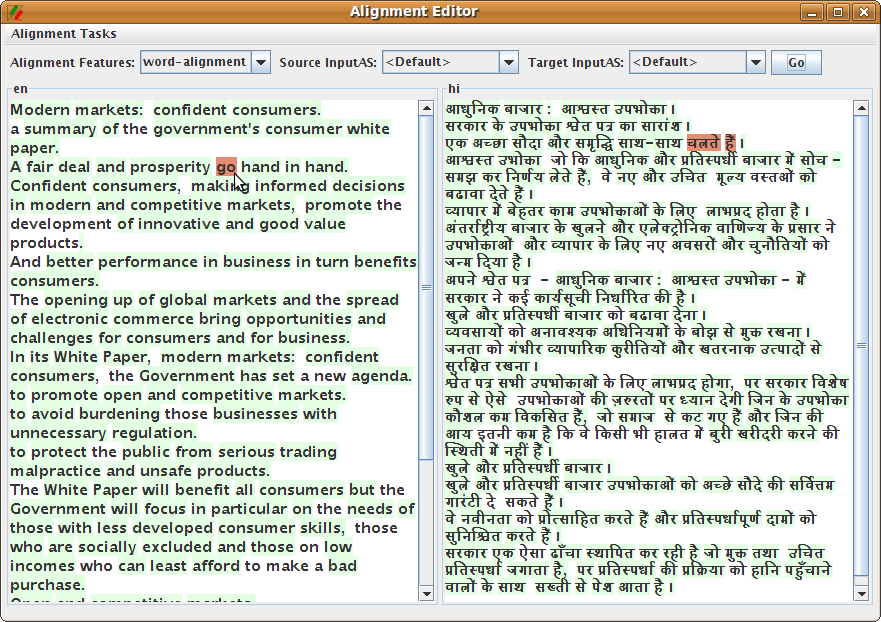 Alignment Editor
Alignment Tasks
Alignment Features: word-alignment Source InputAS: <Default> Target InputAS: <Default> Go
en
Modern markets: confident consumers.
a summary of the government's consumer white
paper.
A fair deal and prosperity go hand in hand.
Confident consumers, making informed decisions
in modern and competitive markets, promote the
development of innovative and good value
products.
And better performance in business in turn benefits
consumers.
The opening up of global markets and the spread
of electronic commerce bring opportunities and
challenges for consumers and for business.
In its White Paper, modern markets: confident
consumers, the Government has set a new agenda.
to promote open and competitive markets.
to avoid burdening those businesses with
unnecessary regulation.
to protect the public from serious trading
malpractice and unsafe products.
The White Paper will benefit all consumers but the
Government will focus in particular on the needs of
those with less developed consumer skills, those
who are socially excluded and those on low
incomes who can least afford to make a bad
purchase.
Open and competitive markets
hi
आधुनिक बाजार : आश्वस्त उपभोका ।
सरकार के उपभोका श्वेत पत्र का सारांश ।
एक अच्छा सौदा और समृद्धि साथ-साथ चलते हैं ।
आश्वस्त उभोका जो कि आधुनिक और प्रतिस्पर्धी बाजार में सोच -
समझ कर निर्णय लेते हैं, वे नए और उचित मूल्य वस्तओं को
बढावा देते हैं ।
व्यापार में बेहतर काम उपभोकाओं के लिए लाभप्रद होता है ।
अंतर्राष्ट्रीय बाजार के खुलने और एलेक्ट्रोनिक वाणिज्य के प्रसार ने
उपभोकाओं और व्यापार के लिए नए अवसरों और चुनौतियों को
जन्म दिया है ।
अपने श्वेत पत्र - आधुनिक बाजार : आश्वस्त उपभोका - में
सरकार ने कई कार्यसूची निर्धारित की है ।
खुले और प्रतिस्पर्धी बाजार को बढावा देना ।
व्यवसायों को अनावश्यक अधिनियमों के बोझ से मुक रखना ।
जनता को गंभीर व्यापारिक कुरीतियों और खतरनाक उत्पादों से
सुरक्षित रखना ।
श्वेत पत्र सभी उपभोकाओं के लिए लाभप्रद होगा, पर सरकार विशेष
रुप से ऐसे उपभोकाओं की ज़रुरतों पर ध्यान देगी जिन के उपभोका
कौशल कम विकसित हैं, जो समाज से कट गए हैं और जिन की
आय इतनी कम है कि वे किसी भी हालत में बुरी खरीदरी करने की
स्थिती में नहीं हैं ।
खुले और प्रतिस्पर्धी बाजार ।
खुले और प्रतिस्पर्धी बाजार उपभोकाओं को अच्छे सौदे की सर्वित्तम
गारंटी दे सकते हैं ।
वे नवीनता को प्रोत्साहित करते हैं और प्रतिस्पर्धापूर्ण दामों को
सुनिश्चित करते हैं ।
सरकार एक ऐसा ढाँचा स्थापित कर रही है जो मुक तथा उचित
प्रतिस्पर्धा जगाता है, पर प्रतिस्पर्धा की प्रक्रिया को हानि पहुँचाने
वालों के साथ सख्ती से पेश आता है ।